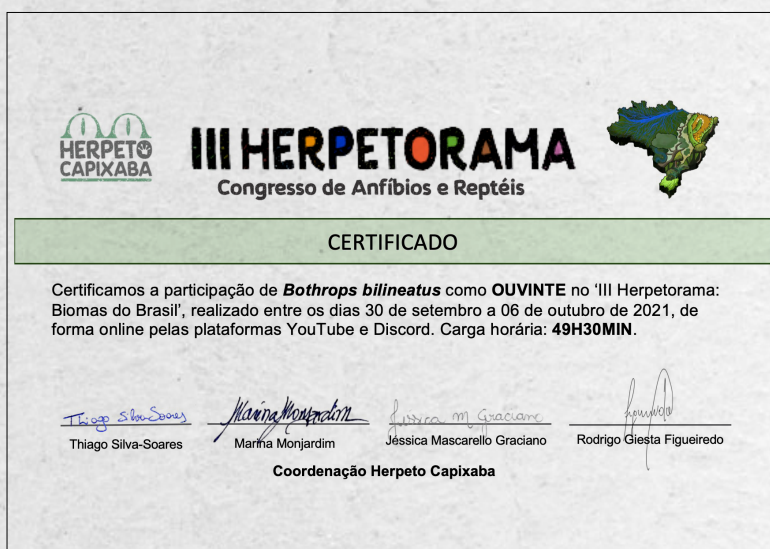 HERPETO
CAPIXABA
III HERPETORAMA
Congresso de Anfíbios e Reptéis
CERTIFICADO
Certificamos a participação de Bothrops bilineatus como OUVINTE no 'III Herpetorama:
Biomas do Brasil', realizado entre os dias 30 de setembro a 06 de outubro de 2021, de
forma online pelas plataformas YouTube e Discord. Carga horária: 49H30MIN.
Thiago Silva-Soares
Marina Monjardim
Jessica M Graciano
Thiago Silva-Soares
Marina Monjardim
Jéssica Mascarello Graciano
Rodrigo Giesta Figueiredo
Coordenação Herpeto Capixaba